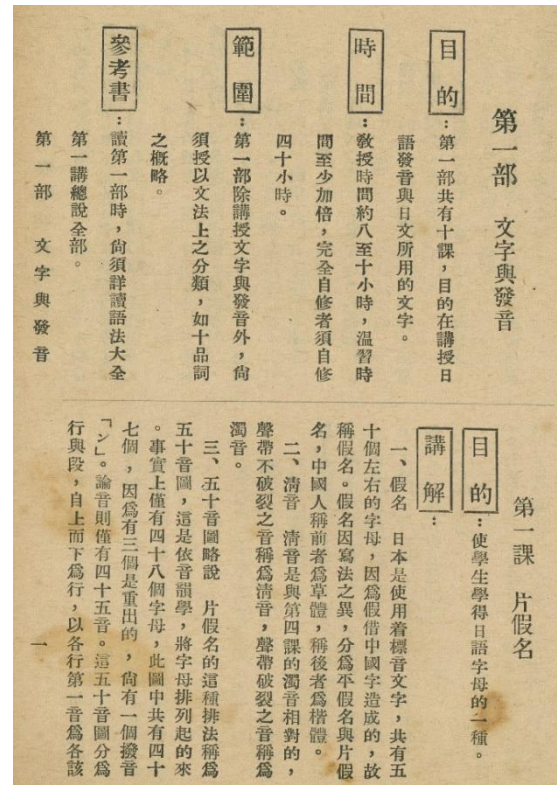 第一部　文字與發音
目的：第一部共有十課，目的在講授日
語發音與日文所用的文字。
時間：教授時間約八至十小時，溫習時
間至少加倍，完全自修者須自修
四十小時。
範圍：第一部除講授文字與發音外，尙
須授以文法上之分類，如十品詞
之槪略。
參考書：讀第一部時，尙須詳讀語法大全
第一講總說全部。
第一部　文字與發音
第一課　片假名
目的：使學生學得日語字母的一種。
講解：
一、假名　日本是使用着標音文字，共有五
十個左右的字母，因爲假借中國字造成的，故
稱假名。假名因寫法之異，分爲平假名與片假
名，中國人稱前者爲草體，稱後者爲楷體。
二、清音　清音是與第四課的濁音相對的，
聲帶不破裂之音稱爲清音，聲帶破裂之音稱爲
濁音。
三、五十音圖略說　片假名的這種排法稱爲
五十音圖，這是依音韻學，將字母排列起的來
。事實上僅有四十八個字母，此圖中共有四十
七個，因爲有三個是重出的，尙有一個撥音
「ン」。論音則僅有四十五音。這五十音圖分爲
行與段，自上而下爲行，以各行第一音爲各該
一